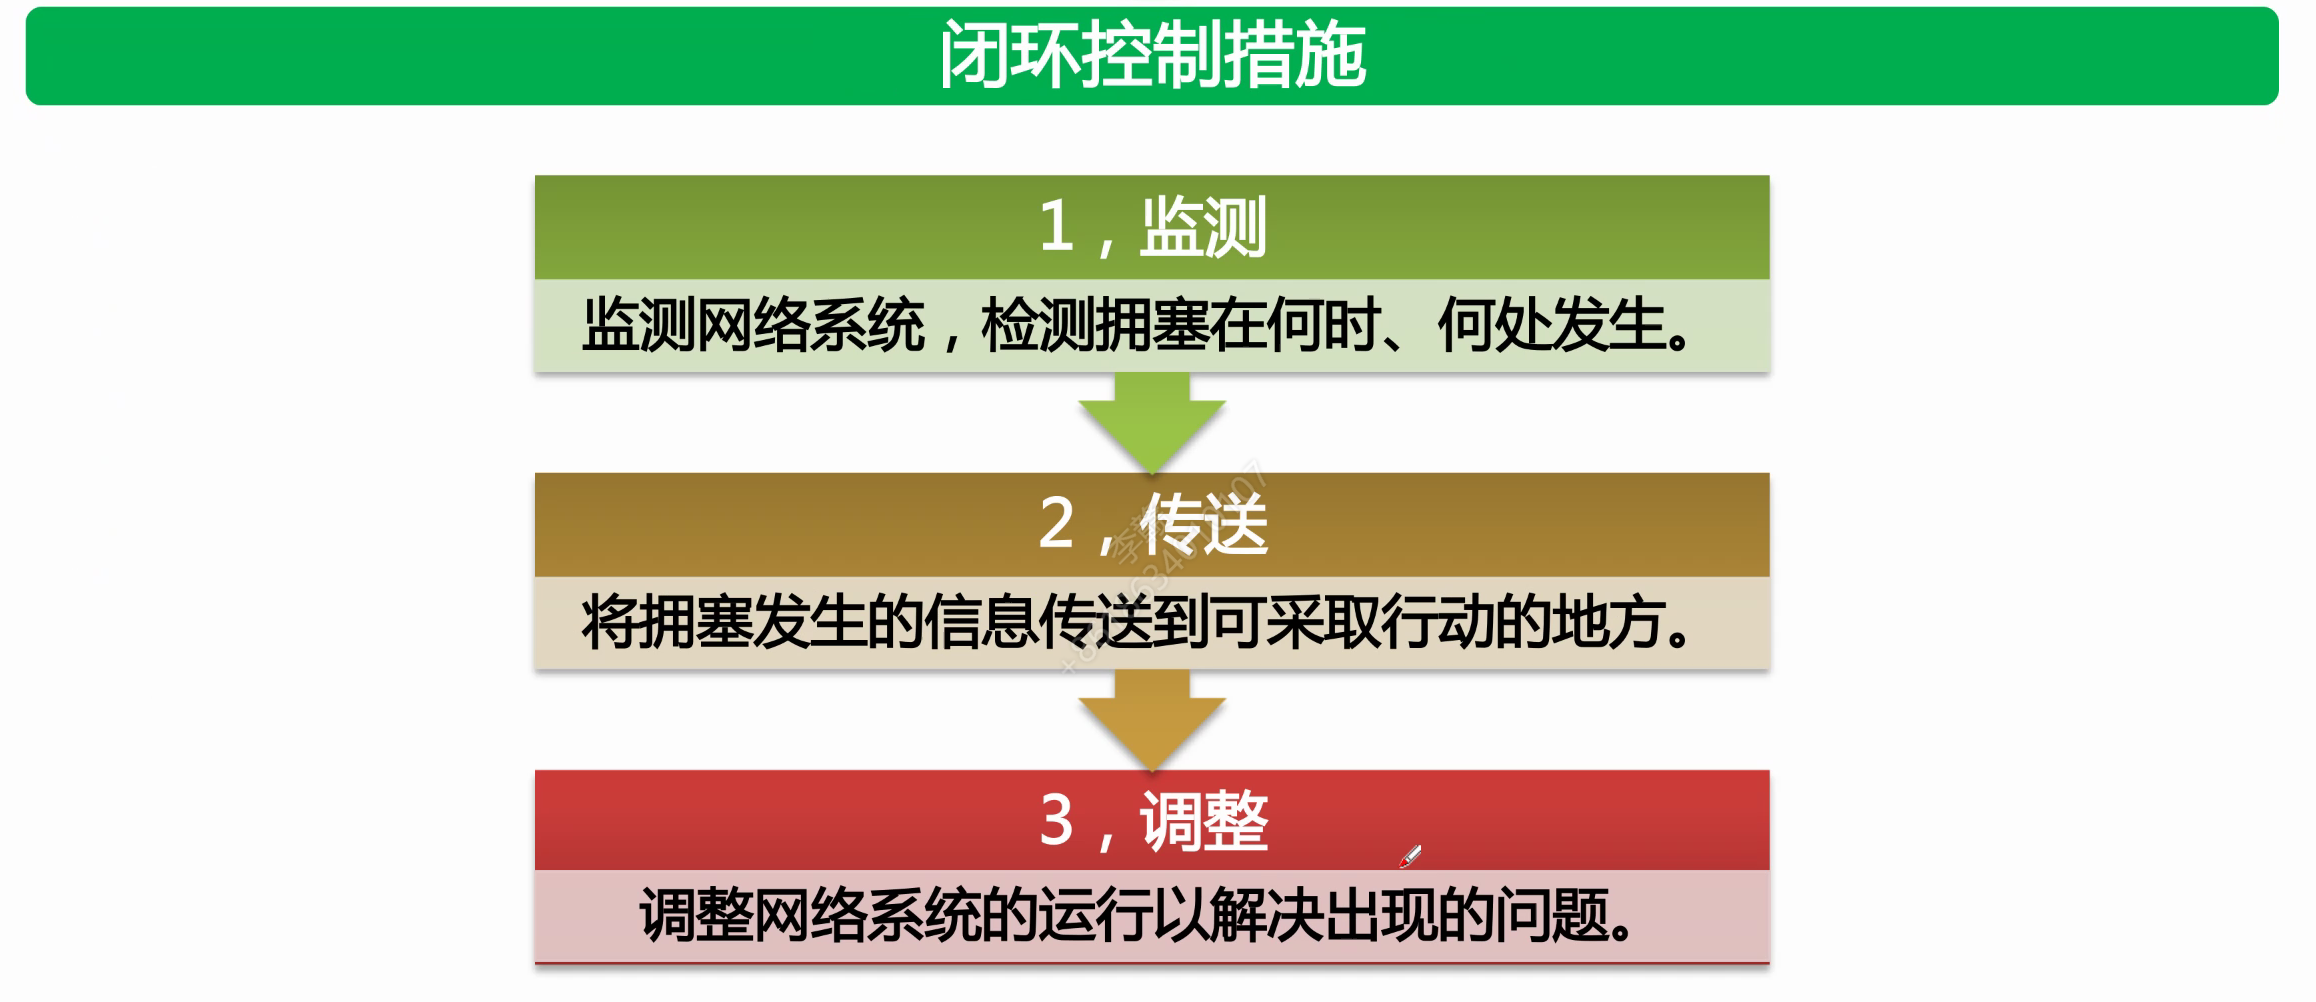 闭环控制措施
1，监测
监测网络系统，检测拥塞在何时、何处发生。
2，传送
将拥塞发生的信息传送到可采取行动的地方。
3，调整
调整网络系统的运行以解决出现的问题。